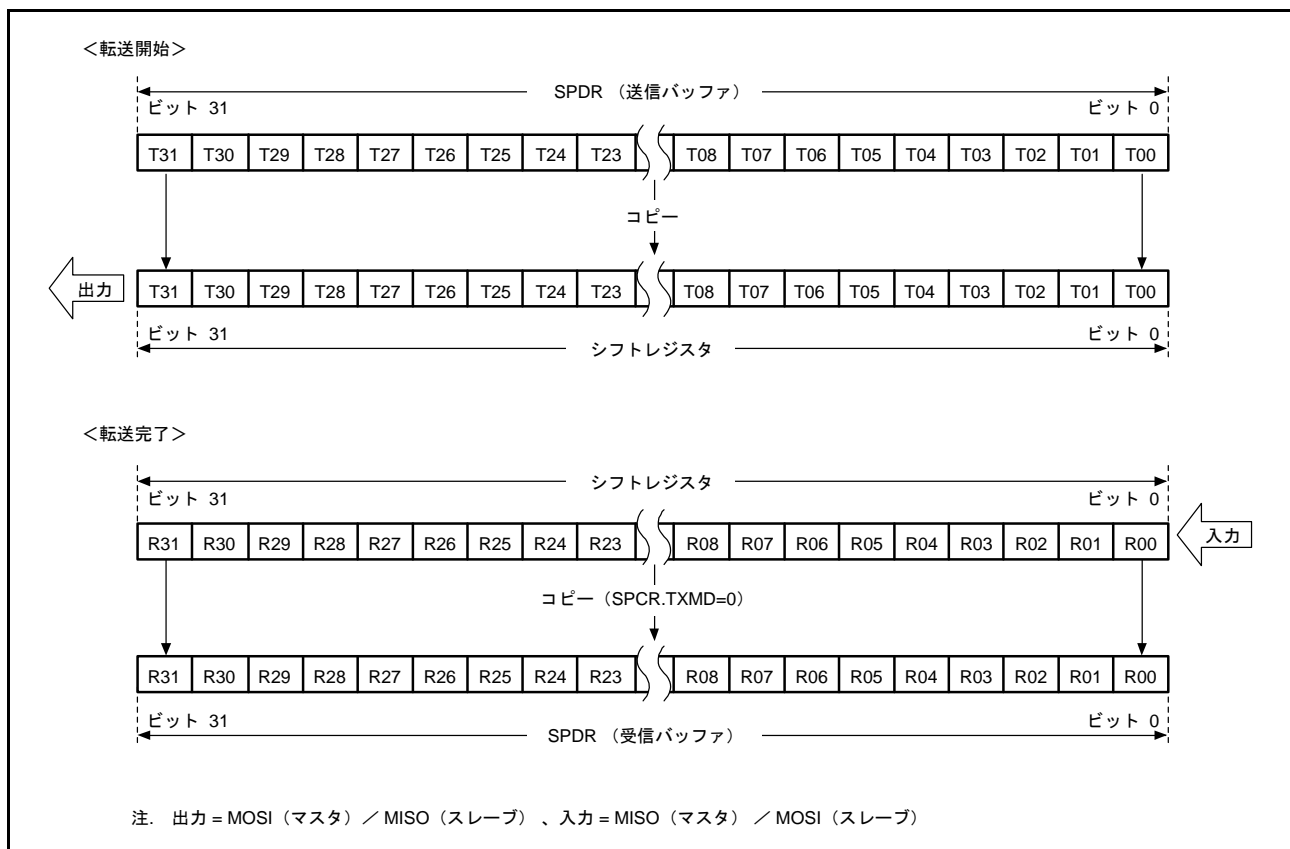 <転送開始>
SPDR (送信バッファ)
ビット 31 ビット 0
T31 T30 T29 T28 T27 T26 T25 T24 T23 T08 T07 T06 T05 T04 T03 T02 T01 T00
コピー
出力 T31 T30 T29 T28 T27 T26 T25 T24 T23 T08 T07 T06 T05 T04 T03 T02 T01 T00
ビット 31 ビット 0
シフトレジスタ
<転送完了>
シフトレジスタ
ビット 31 ビット 0
R31 R30 R29 R28 R27 R26 R25 R24 R23 R08 R07 R06 R05 R04 R03 R02 R01 R00 入力
コピー(SPCR.TXMD=0)
R31 R30 R29 R28 R27 R26 R25 R24 R23 R08 R07 R06 R05 R04 R03 R02 R01 R00
ビット 31 ビット 0
SPDR (受信バッファ)
注. 出力 = MOSI(マスタ)/ MISO(スレーブ)、入力 = MISO(マスタ)/ MOSI(スレーブ)